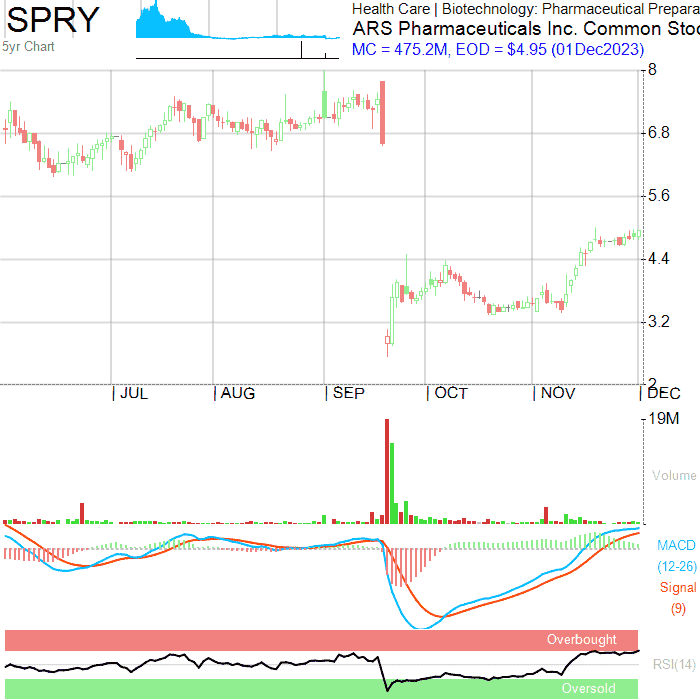 SPRY
5yr Chart
Health Care | Biotechnology: Pharmaceutical Prepara
ARS Pharmaceuticals Inc. Common Stoc
MC = 475.2M, EOD = $4.95 (01Dec2023)
8
6.8
5.6
4.4
3.2
2
| JUL | AUG | SEP | OCT | NOV | DEC
19M
Volume
MACD
(12-26)
Signal
(9)
Overbought
RSI(14)
Oversold